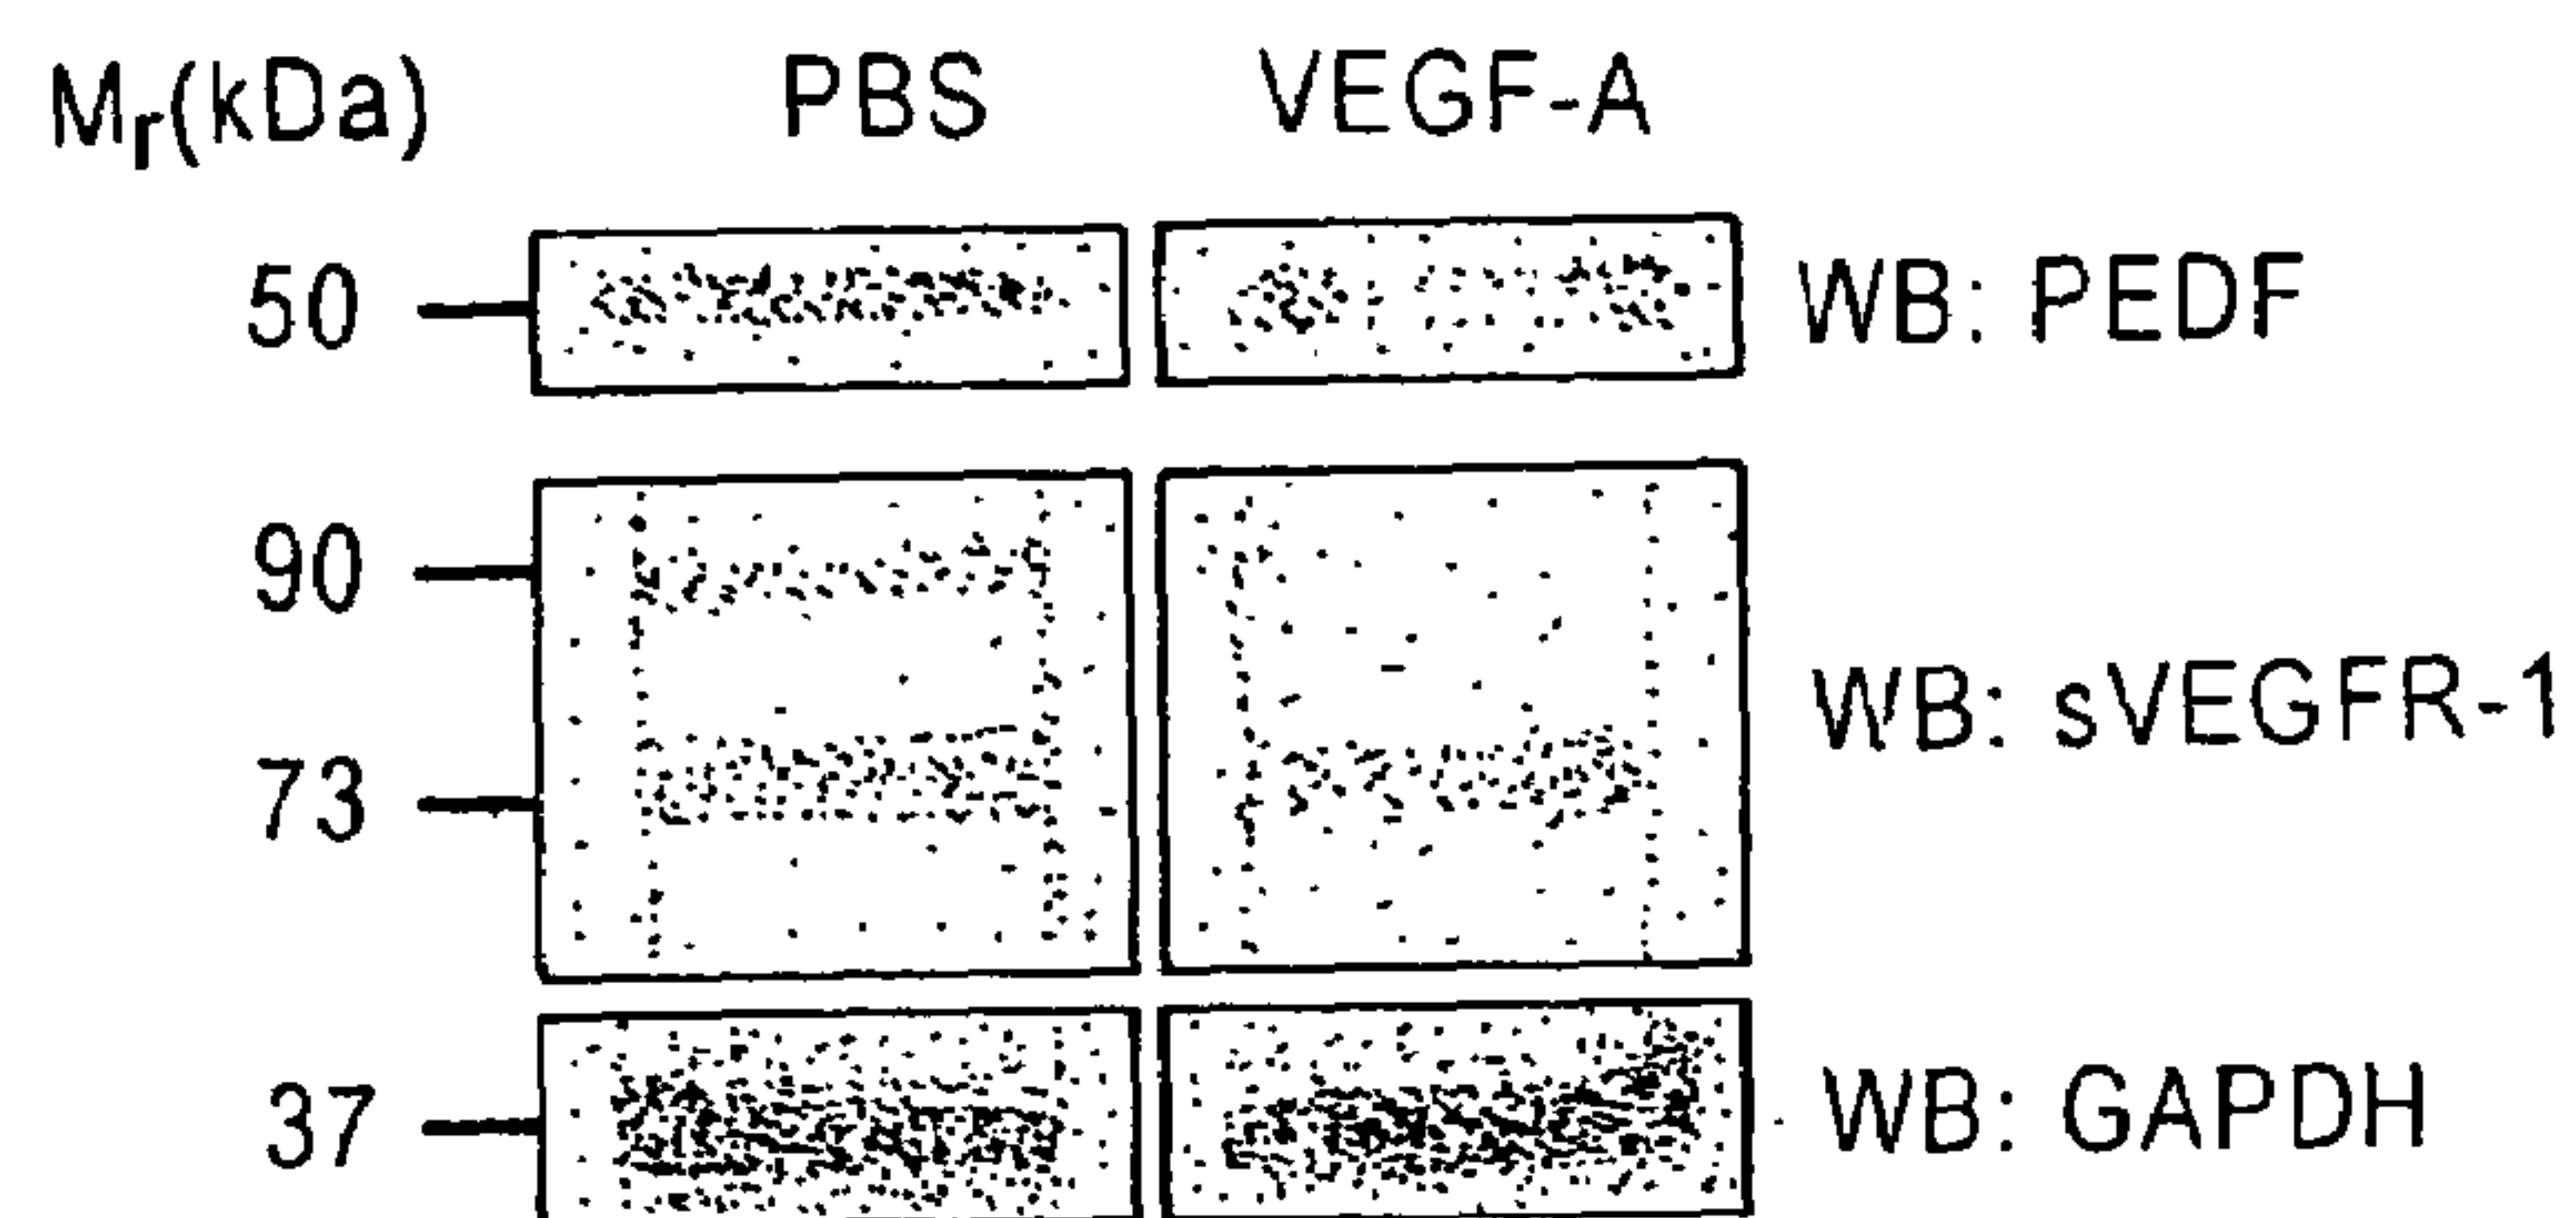 Mr(kDa) PBS VEGF-A
50 WB: PEDF
90
WB: sVEGFR-1
73
37 WB: GAPDH